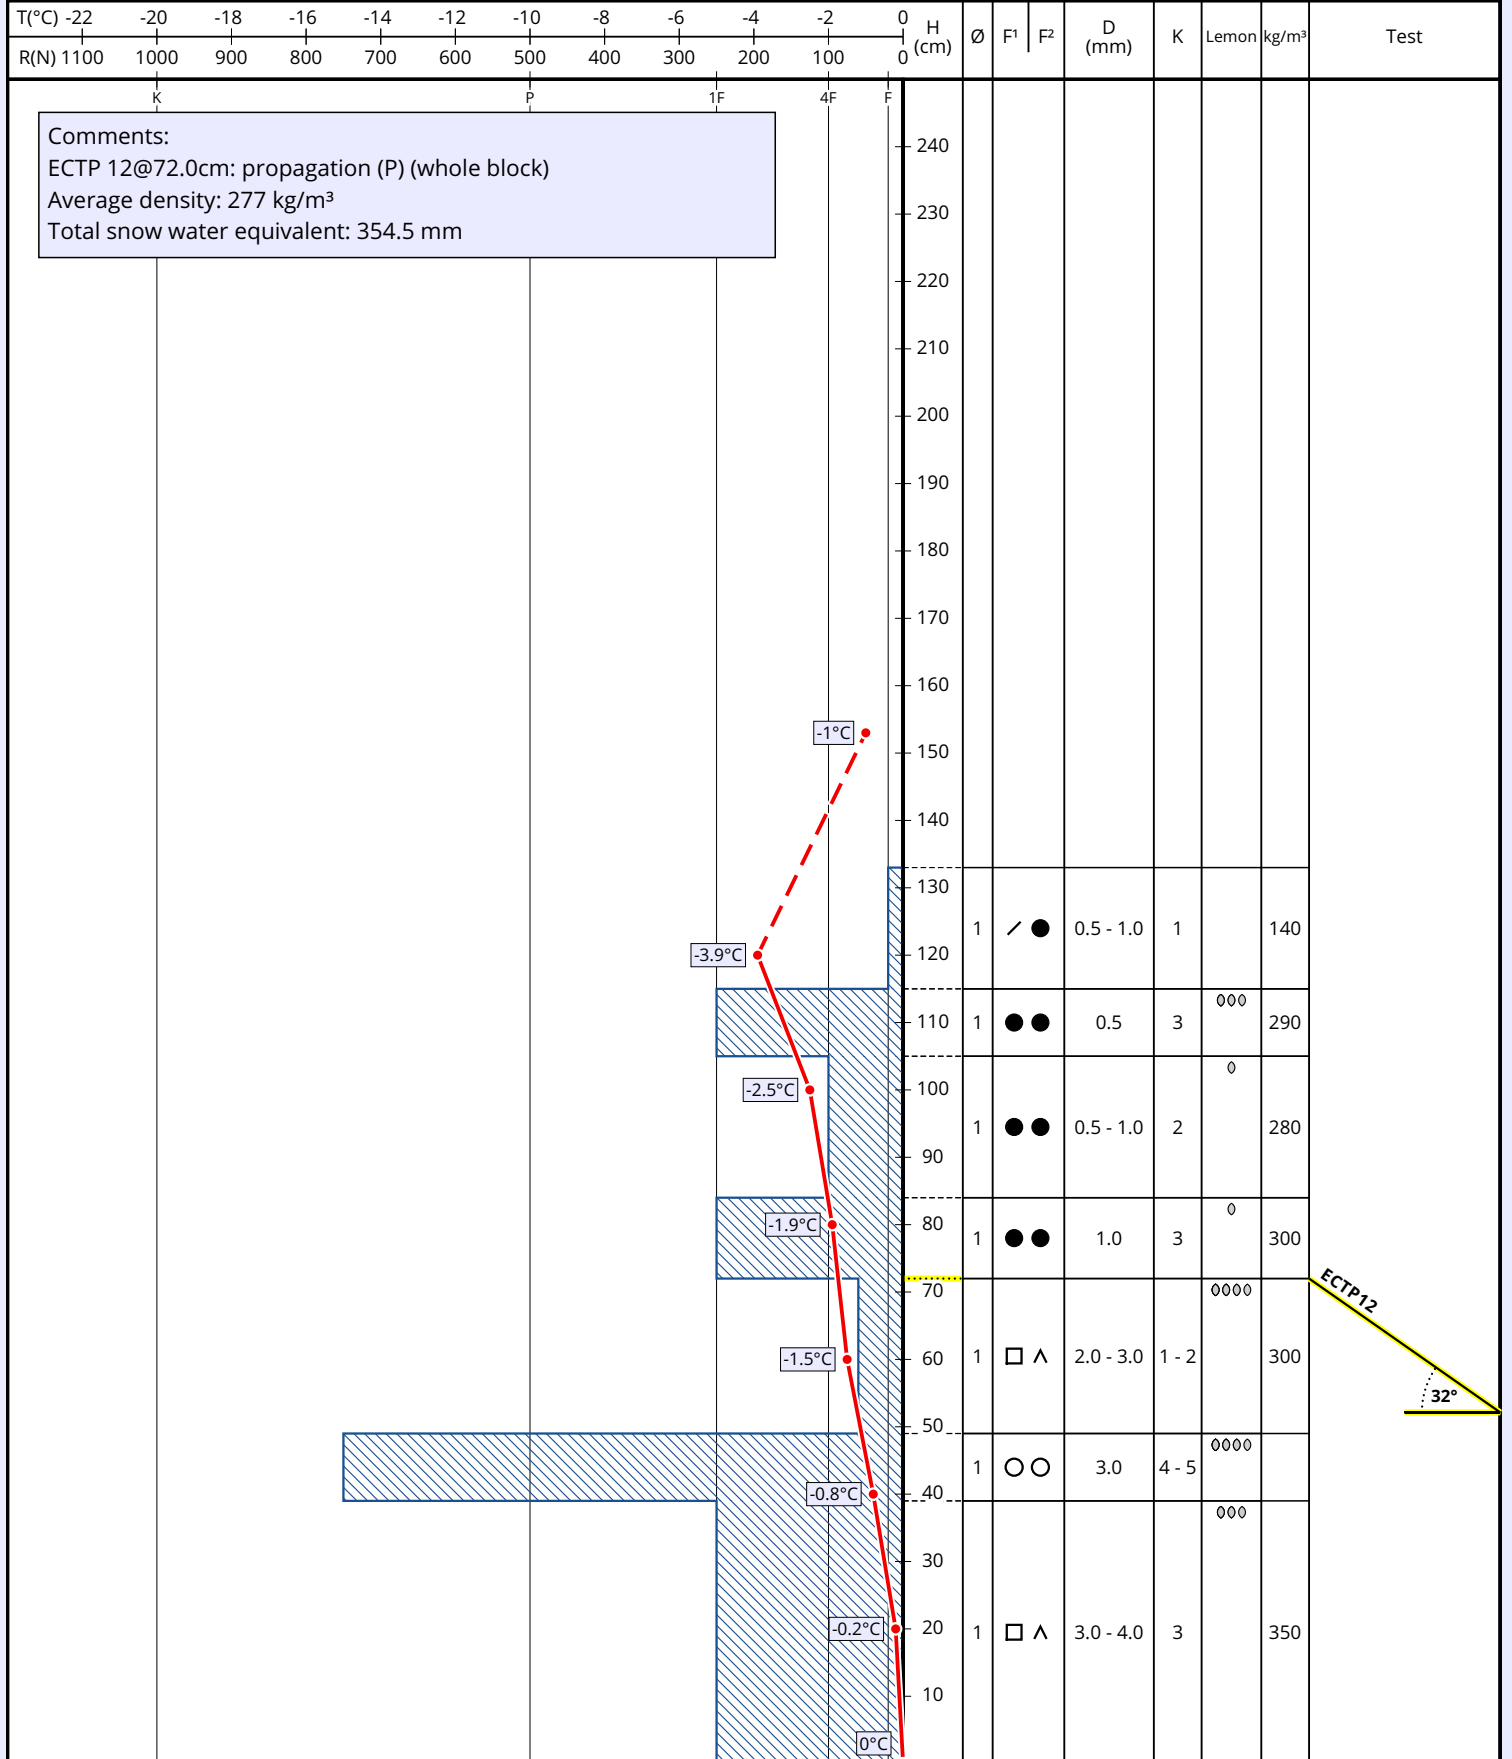 T(°C) -22 -20 -18 -16 -14 -12 -10 -8 -6 -4 -2 0
R(N) 1100 1000 900 800 700 600 500 400 300 200 100 0
H (cm) Ø F¹ F² D (mm) K Lemon kg/m³ Test
K P 1F 4F F
Comments:
ECTP 12@72.0cm: propagation (P) (whole block)
Average density: 277 kg/m³
Total snow water equivalent: 354.5 mm
240
230
220
210
200
190
180
170
160
-1°C
150
140
130
1 0.5 - 1.0 1 140
-3.9°C 120
110 1 0.5 3 290
-2.5°C 100
1 0.5 - 1.0 2 280
90
-1.9°C 80
1 1.0 3 300
70
ECTP12
-1.5°C 60 1 2.0 - 3.0 1 - 2 300
32°
50
1 3.0 4 - 5
-0.8°C 40
30
-0.2°C 20 1 3.0 - 4.0 3 350
10
0°C